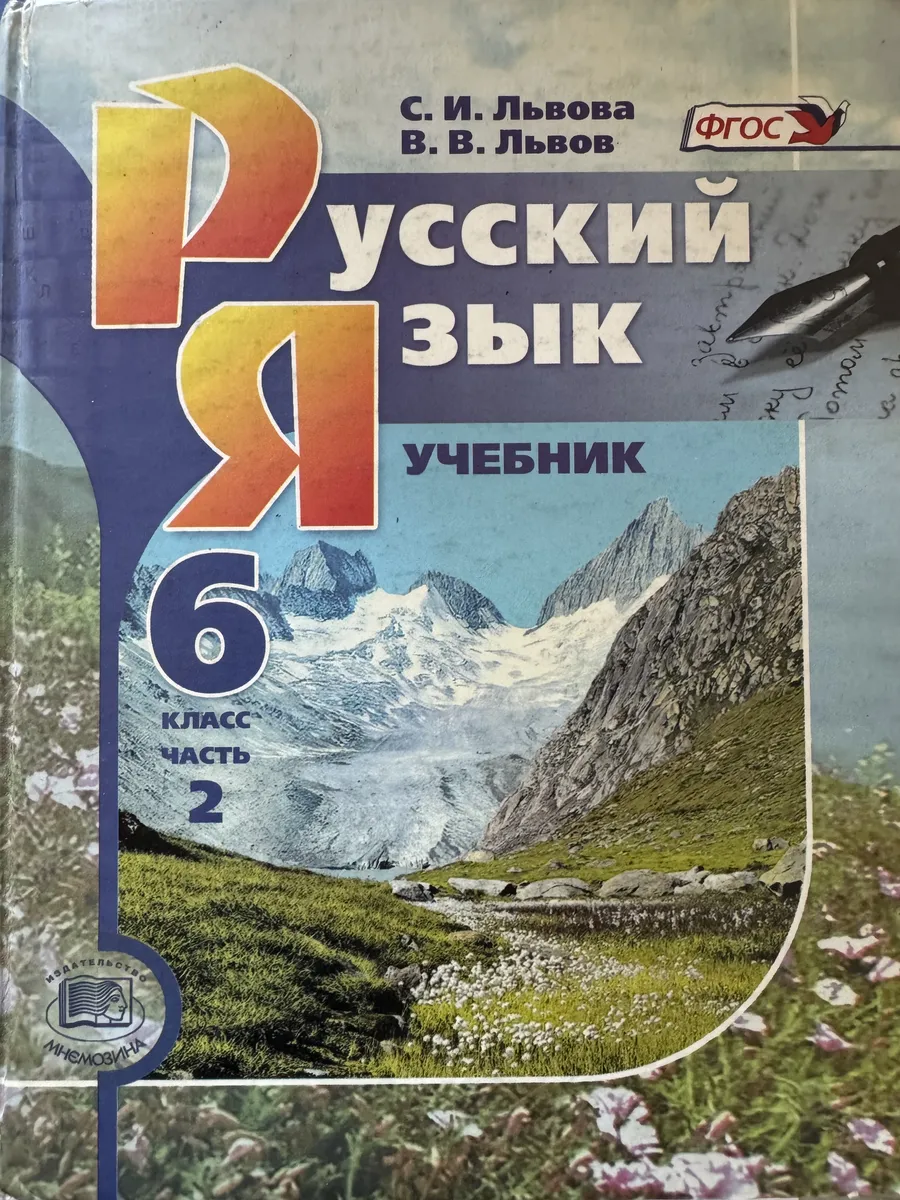 С. И. Львова
В. В. Львов
ФГОС
Русский
Язык
УЧЕБНИК
6
КЛАСС
ЧАСТЬ
2
ИЗДАТЕЛЬСТВО
МНЕМОЗИНА